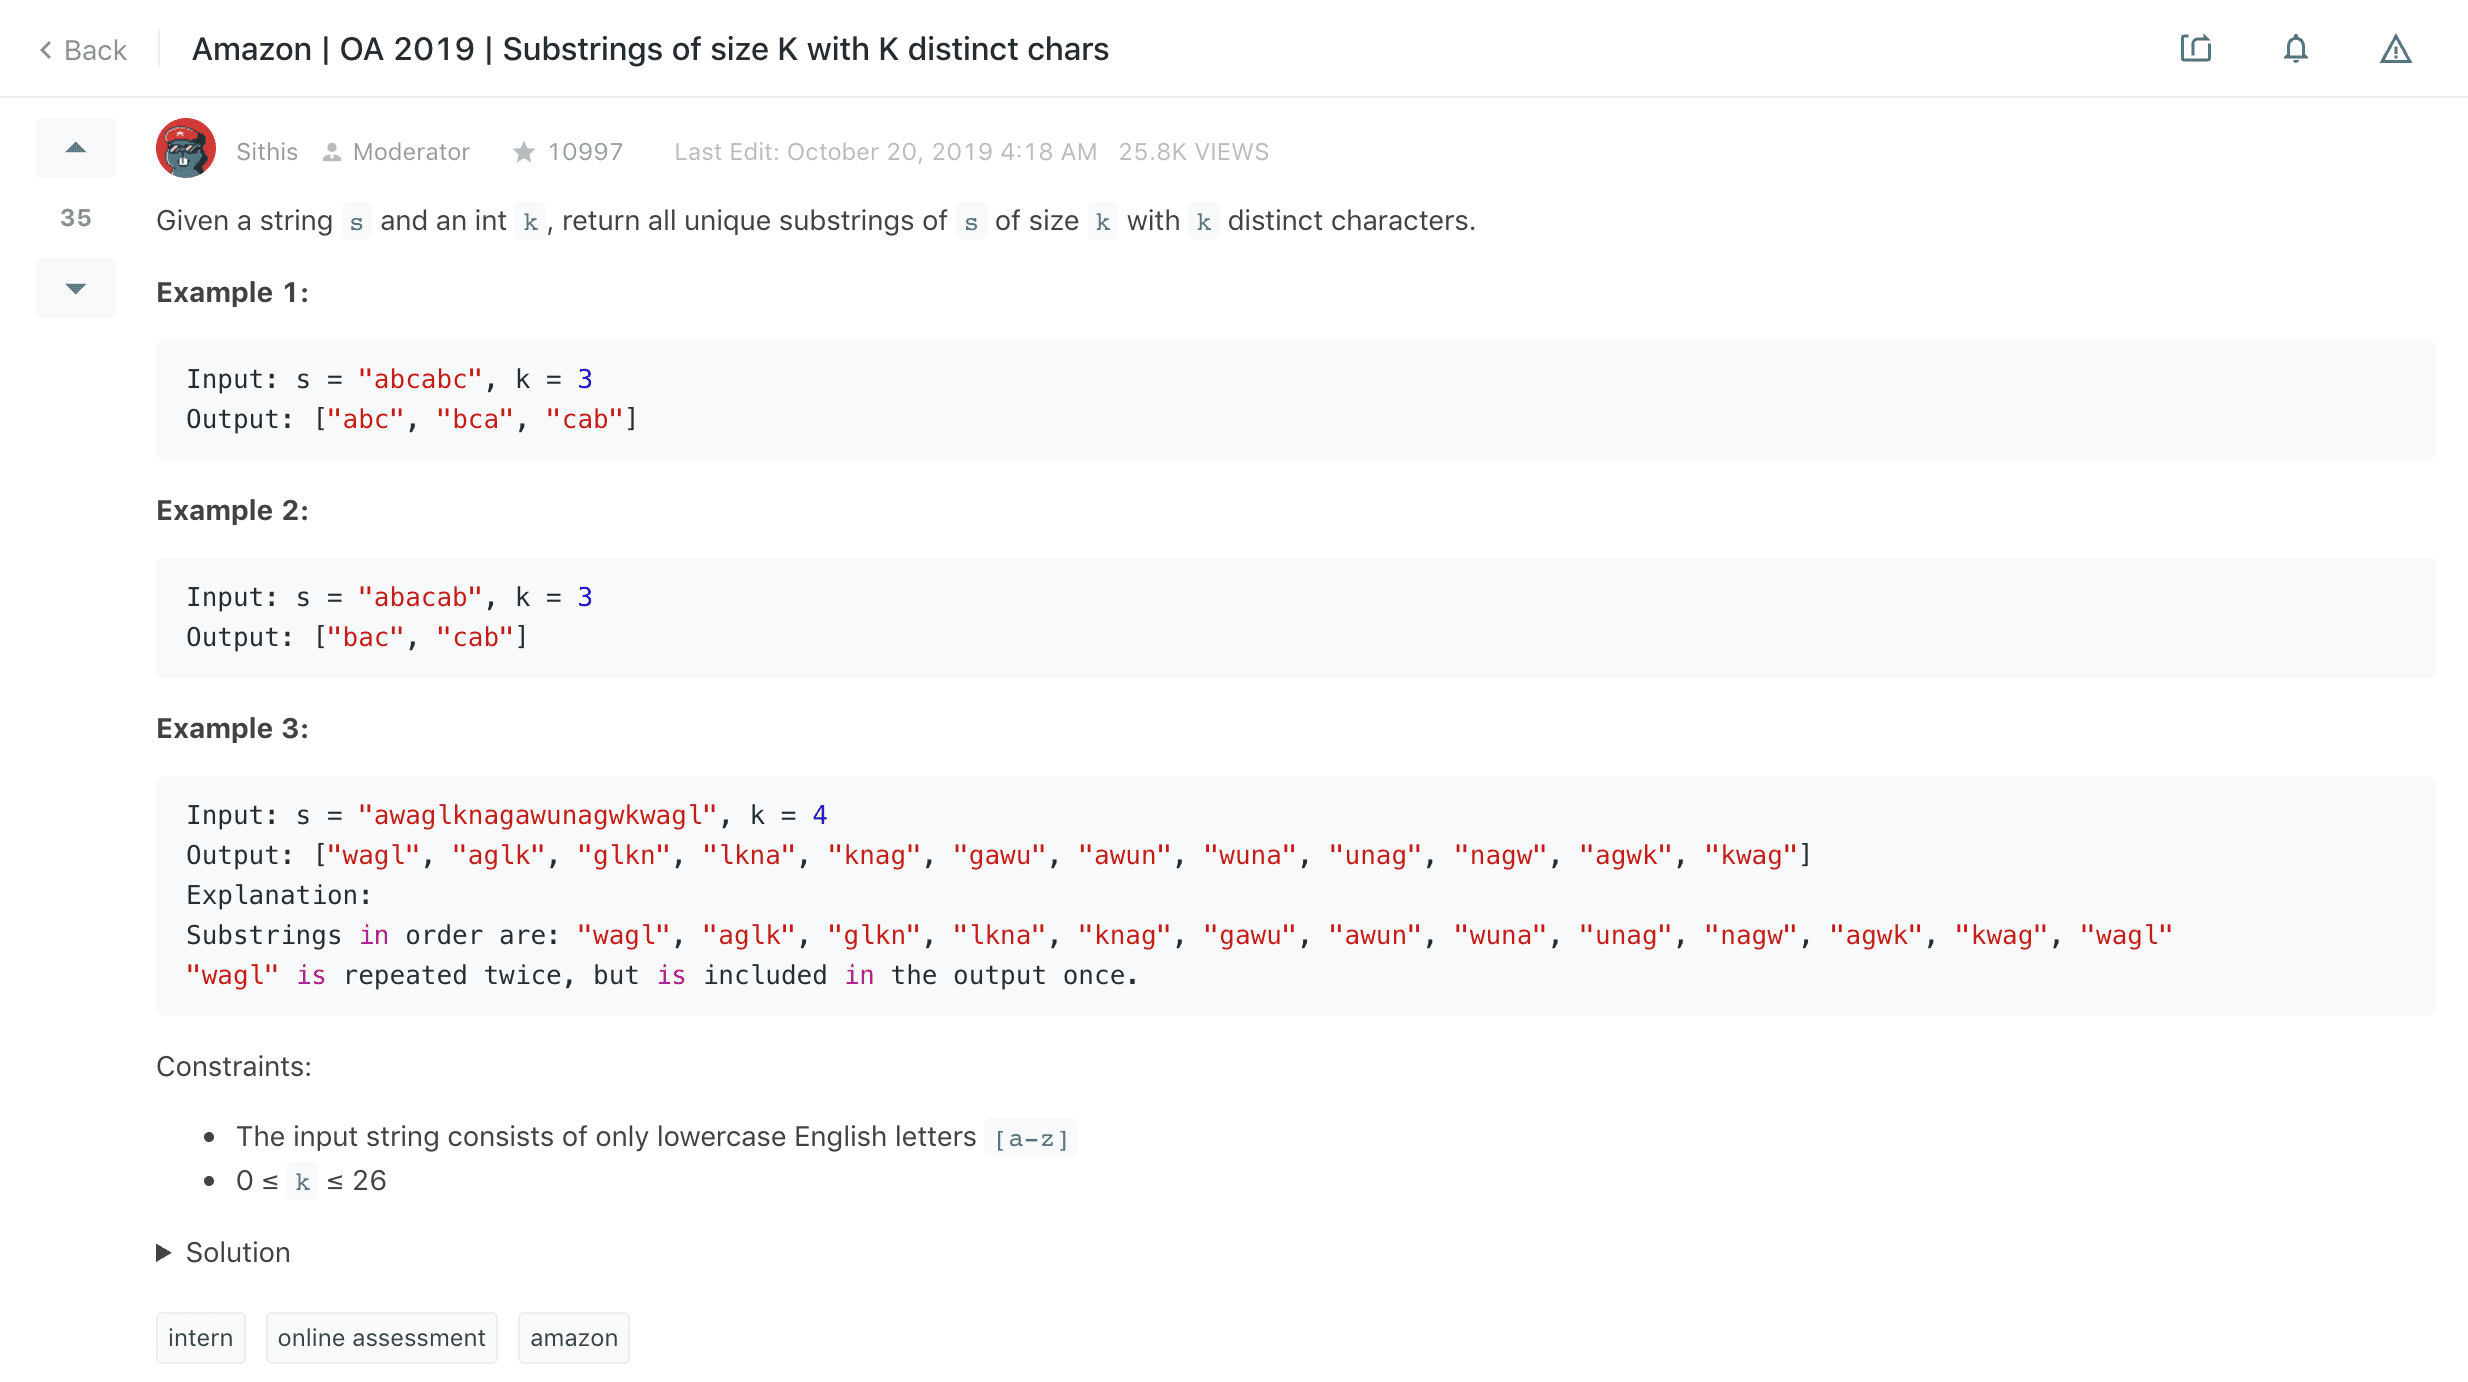 Back
Amazon | OA 2019 | Substrings of size K with K distinct chars
Sithis Moderator 10997 Last Edit: October 20, 2019 4:18 AM 25.8K VIEWS
35
Given a string s and an int k, return all unique substrings of s of size k with k distinct characters.
Example 1:
Input: s = "abcabc", k = 3
Output: ["abc", "bca", "cab"]
Example 2:
Input: s = "abacab", k = 3
Output: ["bac", "cab"]
Example 3:
Input: s = "awaglknagawunagwkwagl", k = 4
Output: ["wagl", "aglk", "glkn", "lkna", "knag", "gawu", "awun", "wuna", "unag", "nagw", "agwk", "kwag"]
Explanation:
Substrings in order are: "wagl", "aglk", "glkn", "lkna", "knag", "gawu", "awun", "wuna", "unag", "nagw", "agwk", "kwag", "wagl"
"wagl" is repeated twice, but is included in the output once.
Constraints:
• The input string consists of only lowercase English letters [a-z]
• 0 ≤ k ≤ 26
▶ Solution
intern online assessment amazon